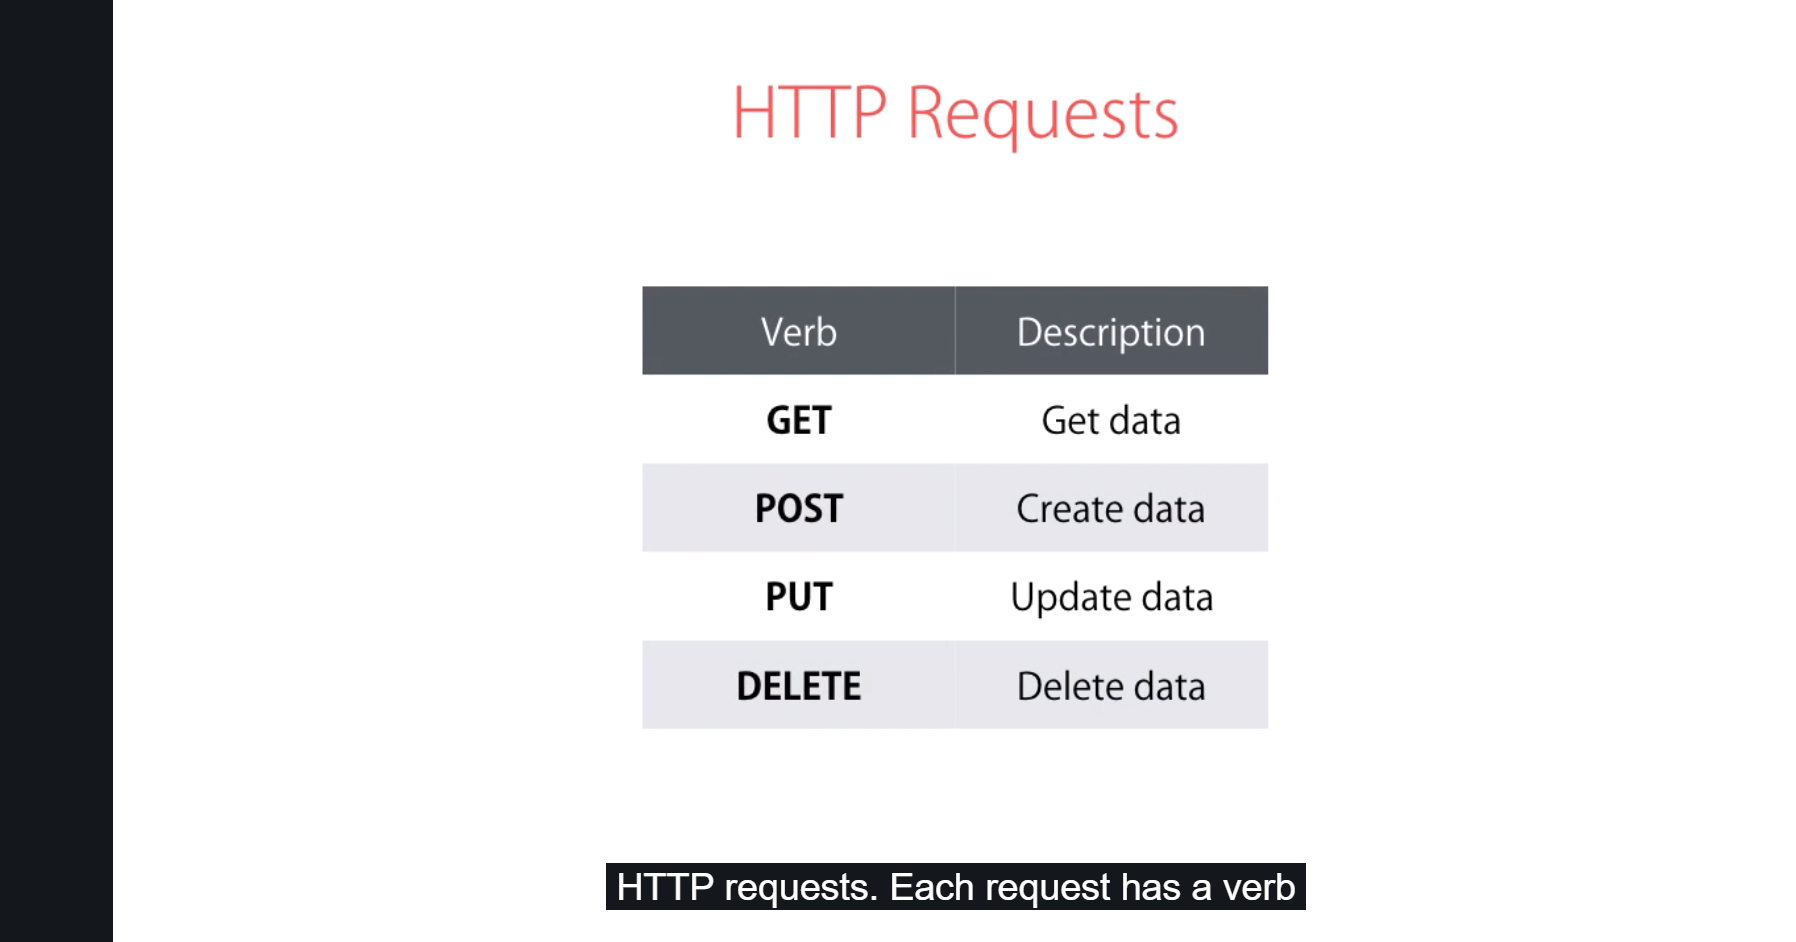 HTTP Requests
Verb Description
GET Get data
POST Create data
PUT Update data
DELETE Delete data
HTTP requests. Each request has a verb